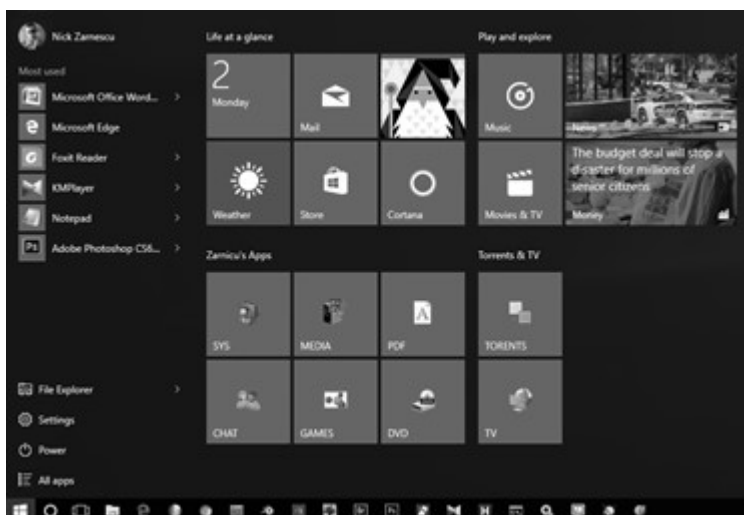 Nick Zamescu
Most used
Microsoft Office Word...
Microsoft Edge
Foxit Reader
KMPlayer
Notepad
Adobe Photoshop CS6...
File Explorer
Settings
Power
All apps
Life at a glance
2
Monday
Mail
Weather
Store
Cortana
Play and explore
Music
News
Movies & TV
The budget deal will stop a
disaster for millions of
senior citizens
Money
Zarnicu's Apps
SYS
MEDIA
PDF
CHAT
GAMES
DVD
Torrents & TV
TORENTS
TV